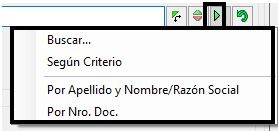 Buscar...
Según Criterio
Por Apellido y Nombre/Razón Social
Por Nro. Doc.